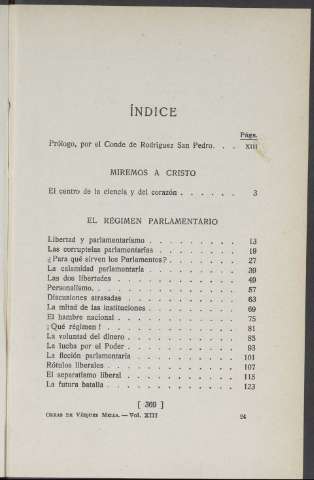 ÍNDICE
Págs.
Prólogo, por el Conde de Rodríguez San Pedro. . . XIII
MIREMOS A CRISTO
El centro de la ciencia y del corazón . . . . . . 3
EL RÉGIMEN PARLAMENTARIO
Libertad y parlamentarismo . . . . . . . . . 13
Las corruptelas parlamentarias . . . . . . . . 19
¿Para qué sirven los Parlamentos? . . . . . . . 27
La calamidad parlamentaria . . . . . . . . . 39
Las dos libertades . . . . . . . . . . . . 49
Personalismo. . . . . . . . . . . . . . 57
Discusiones atrasadas . . . . . . . . . . . 63
La mitad de las instituciones . . . . . . . . . 69
El hambre nacional . . . . . . . . . . . . 75
¡Qué régimen! . . . . . . . . . . . . . 81
La voluntad del dinero . . . . . . . . . . . 85
La lucha por el Poder . . . . . . . . . . . 93
La ficción parlamentaria . . . . . . . . . . 101
Rótulos liberales . . . . . . . . . . . . . 107
El separatismo liberal . . . . . . . . . . . 115
La futura batalla . . . . . . . . . . . . . 123
[ 369 ]
OBRAS DE VÁZQUEZ MELLA.—Vol. XIII 24